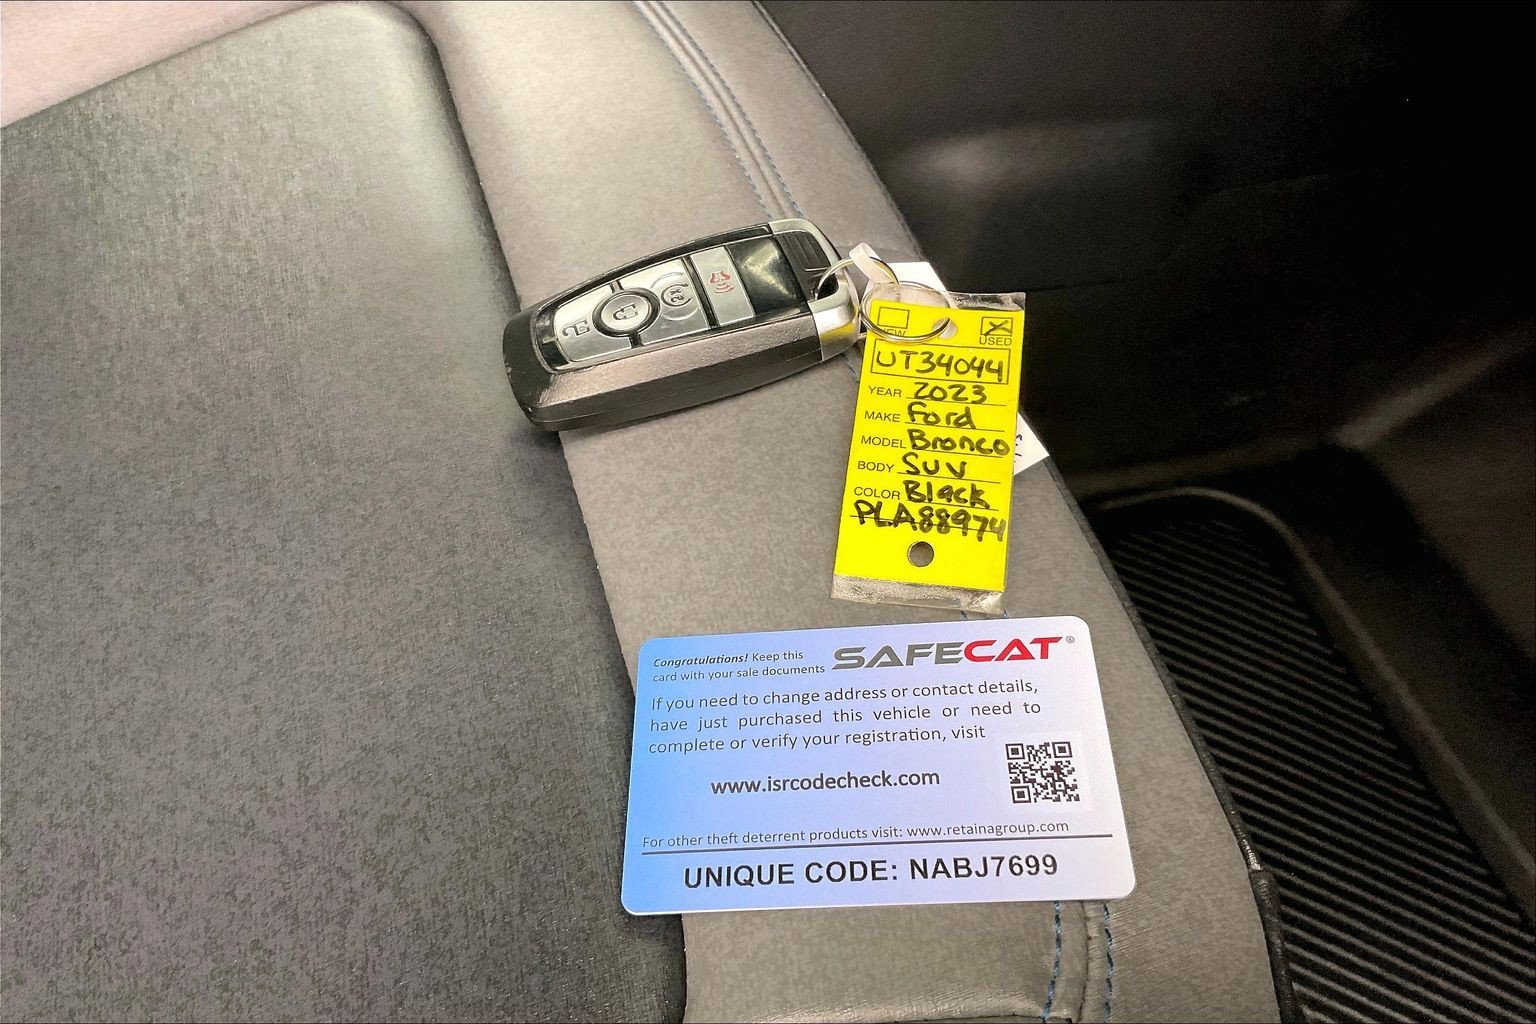 NEW
USED
UT34044
YEAR 2023
MAKE Ford
MODEL Bronco
BODY SUV
COLOR Black
PLA88974
Congratulations! Keep this
card with your sale documents
SAFECAT®
If you need to change address or contact details,
have just purchased this vehicle or need to
complete or verify your registration, visit
www.isrcodecheck.com
For other theft deterrent products visit: www.retainagroup.com
UNIQUE CODE: NABJ7699